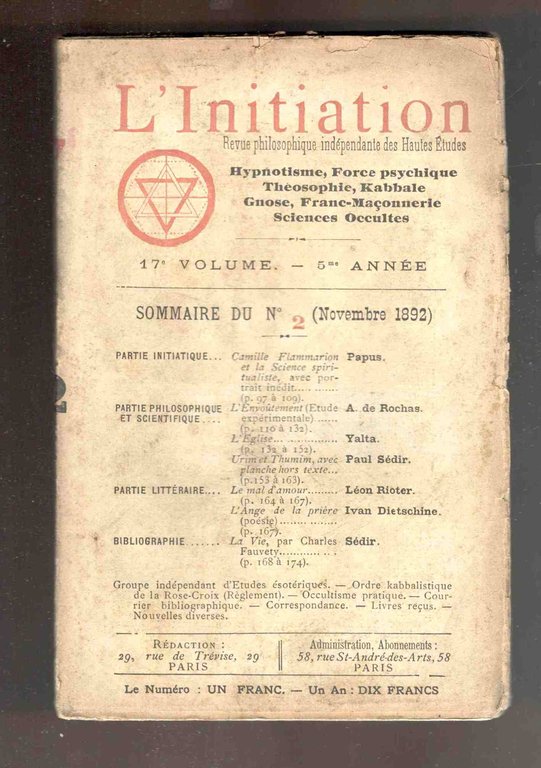 L'Initiation
Revue philosophique indépendante des Hautes Études
Hypnotisme, Force psychique
Théosophie, Kabbale
Gnose, Franc-Maçonnerie
Sciences Occultes
17e VOLUME. — 5me ANNÉE
SOMMAIRE DU No 2 (Novembre 1892)
PARTIE INITIATIQUE... Camille Flammarion Papus.
et la Science spiri-
tualiste, avec por-
trait inédit..........
(p. 97 à 109).
PARTIE PHILOSOPHIQUE L'Envoûtement (Etude A. de Rochas.
ET SCIENTIFIQUE.... expérimentale)......
(p. 110 à 132).
L'Eglise............... Yalta.
(p. 132 à 152).
Urim et Thumim, avec Paul Sédir.
planche hors texte...
(p. 153 à 163).
PARTIE LITTÉRAIRE.... Le mal d'amour........ Léon Rioter.
(p. 164 à 167).
L'Ange de la prière Ivan Dietschine.
(poésie)..............
(p. 167).
BIBLIOGRAPHIE....... La Vie, par Charles Sédir.
Fauvety..............
(p. 168 à 174).
Groupe indépendant d'Etudes ésotériques. — Ordre kabbalistique
de la Rose-Croix (Règlement). — Occultisme pratique. — Cour-
rier bibliographique. — Correspondance. — Livres reçus. —
Nouvelles diverses.
RÉDACTION :
29, rue de Trévise, 29
PARIS
Administration, Abonnements :
58, rue St-André-des-Arts, 58
PARIS
Le Numéro : UN FRANC. — Un An : DIX FRANCS